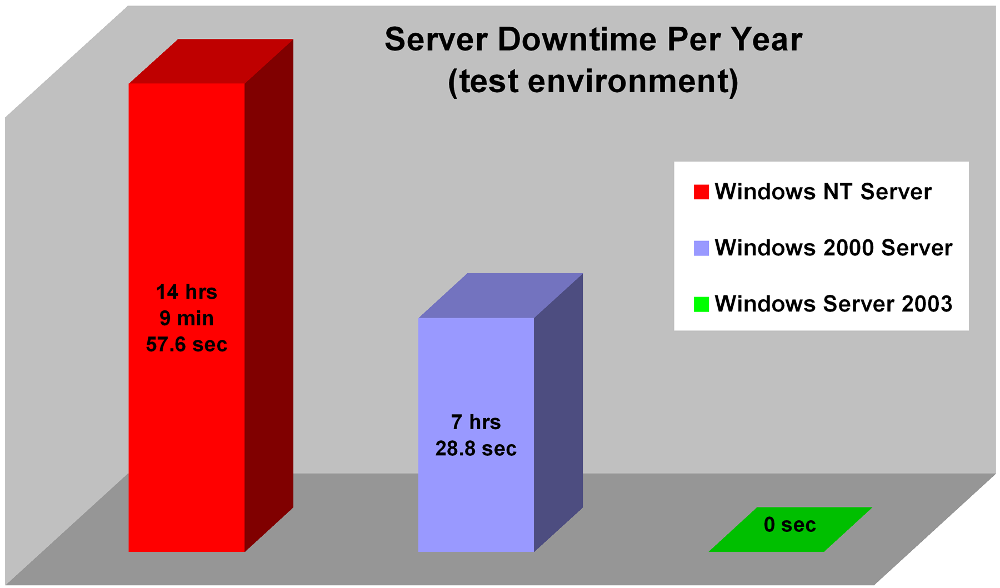 Server Downtime Per Year
(test environment)
Windows NT Server
Windows 2000 Server
Windows Server 2003
14 hrs
9 min
57.6 sec
7 hrs
28.8 sec
0 sec